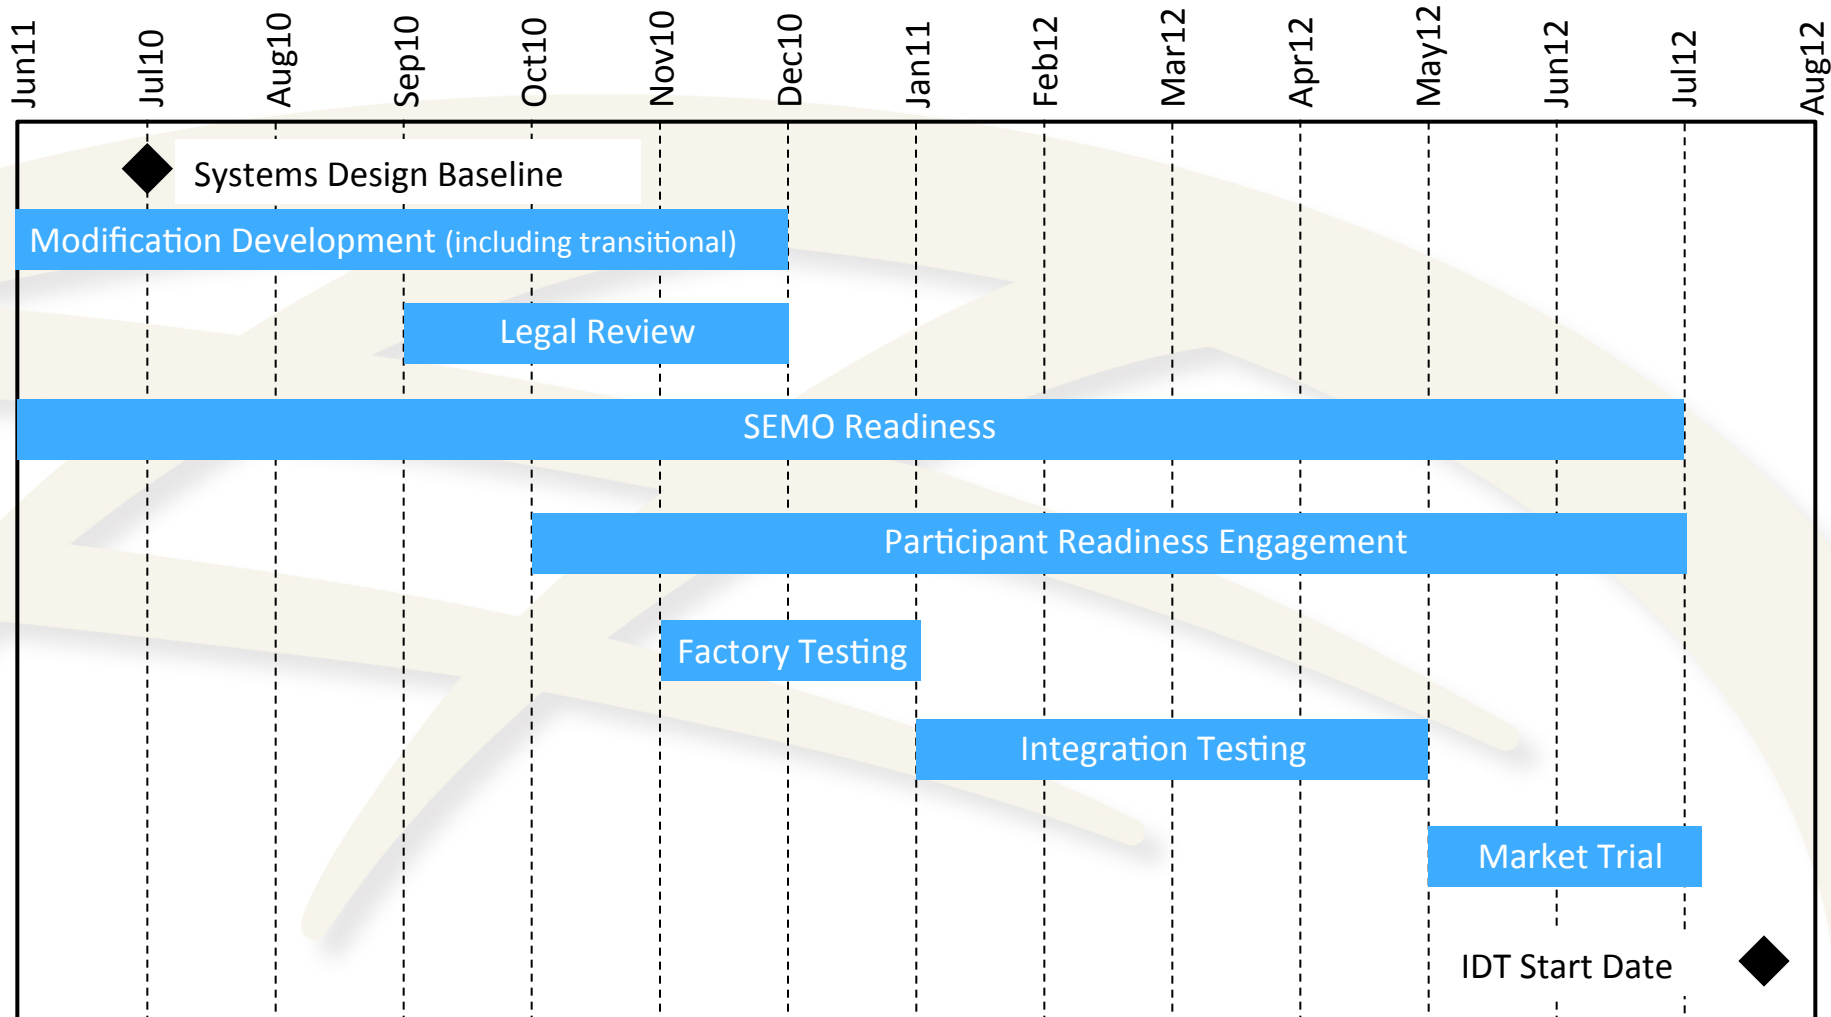 Jun11
Jul10
Aug10
Sep10
Oct10
Nov10
Dec10
Jan11
Feb12
Mar12
Apr12
May12
Jun12
Jul12
Aug12
Systems Design Baseline
Modification Development (including transitional)
Legal Review
SEMO Readiness
Participant Readiness Engagement
Factory Testing
Integration Testing
Market Trial
IDT Start Date